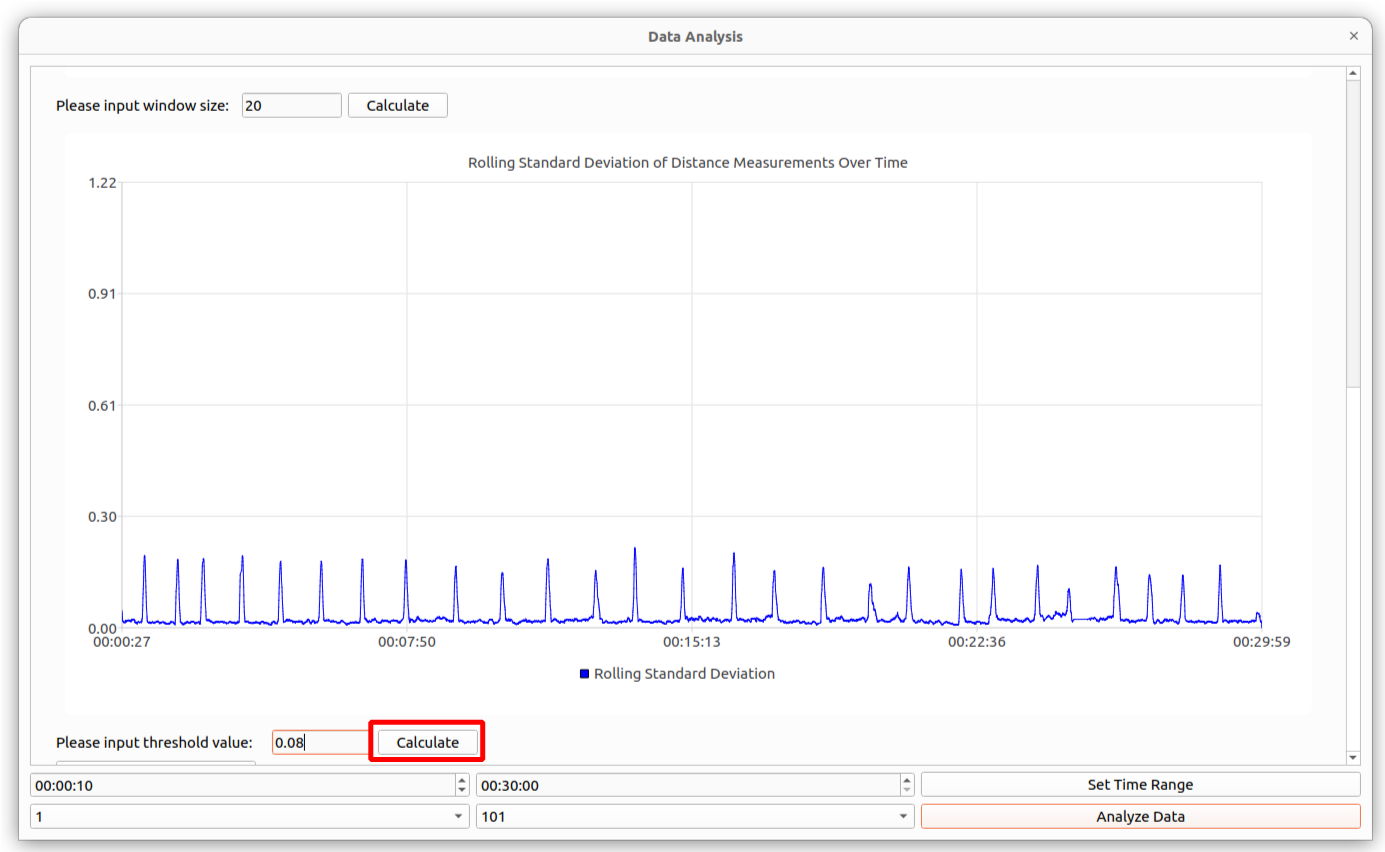 Data Analysis ×
Please input window size: 20 Calculate
Rolling Standard Deviation of Distance Measurements Over Time
1.22
0.91
0.61
0.30
0.00
00:00:27 00:07:50 00:15:13 00:22:36 00:29:59
Rolling Standard Deviation
Please input threshold value: 0.08 Calculate
00:00:10 00:30:00 Set Time Range
1 101 Analyze Data